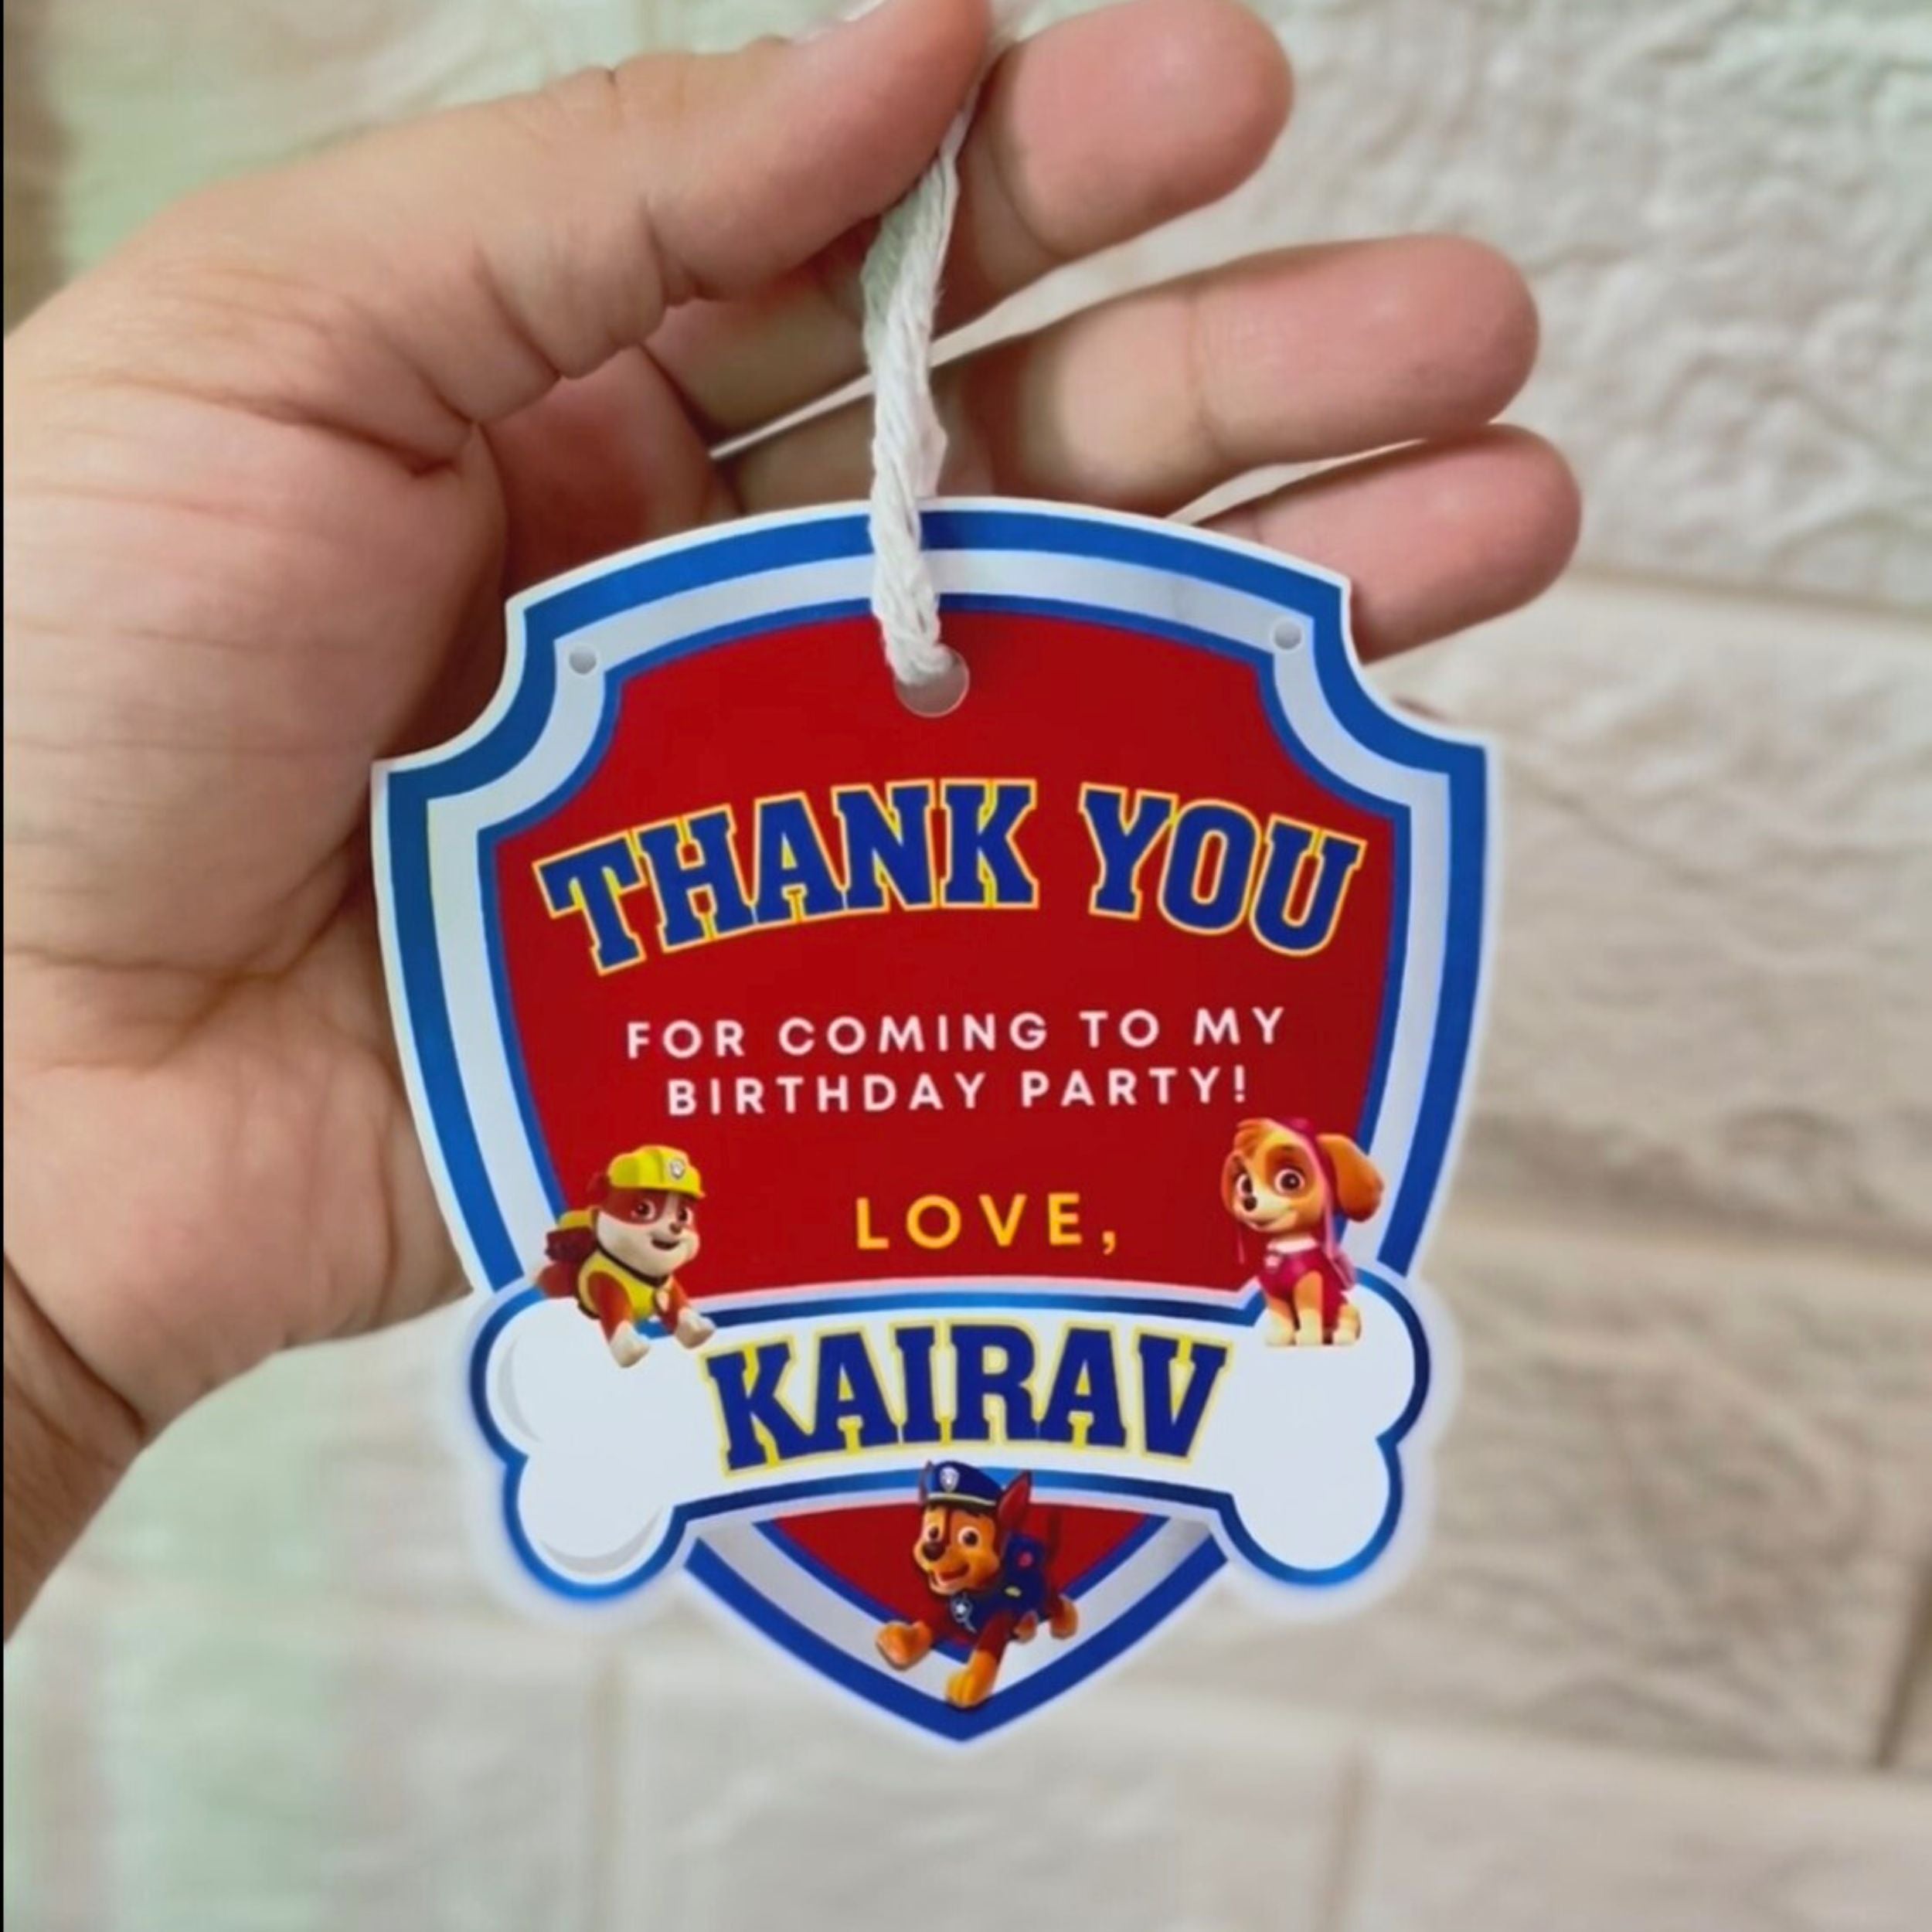 THANK YOU
FOR COMING TO MY
BIRTHDAY PARTY!
LOVE,
KAIRAV